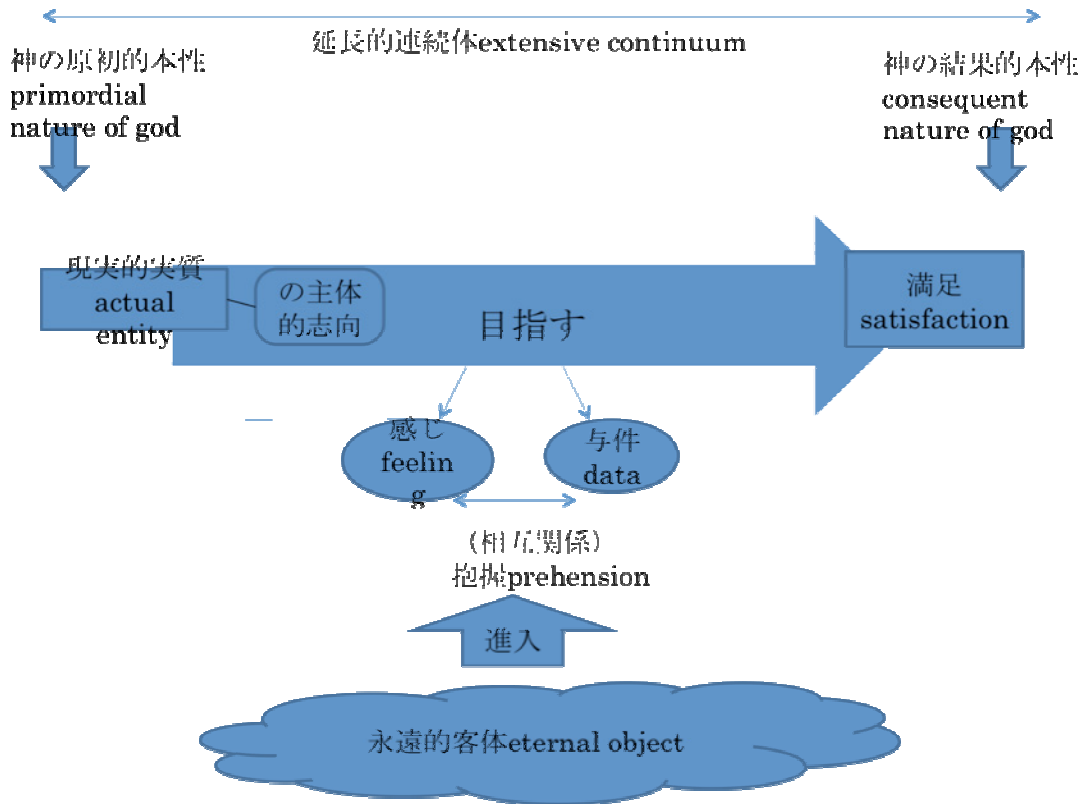 延長的連続体extensive continuum
神の原初的本性
primordial
nature of god
神の結果的本性
consequent
nature of god
現実的実質
actual
entity
の主体
的志向
目指す
満足
satisfaction
感じ
feelin
g
与件
data
（相互関係）
抱握prehension
進入
永遠的客体eternal object